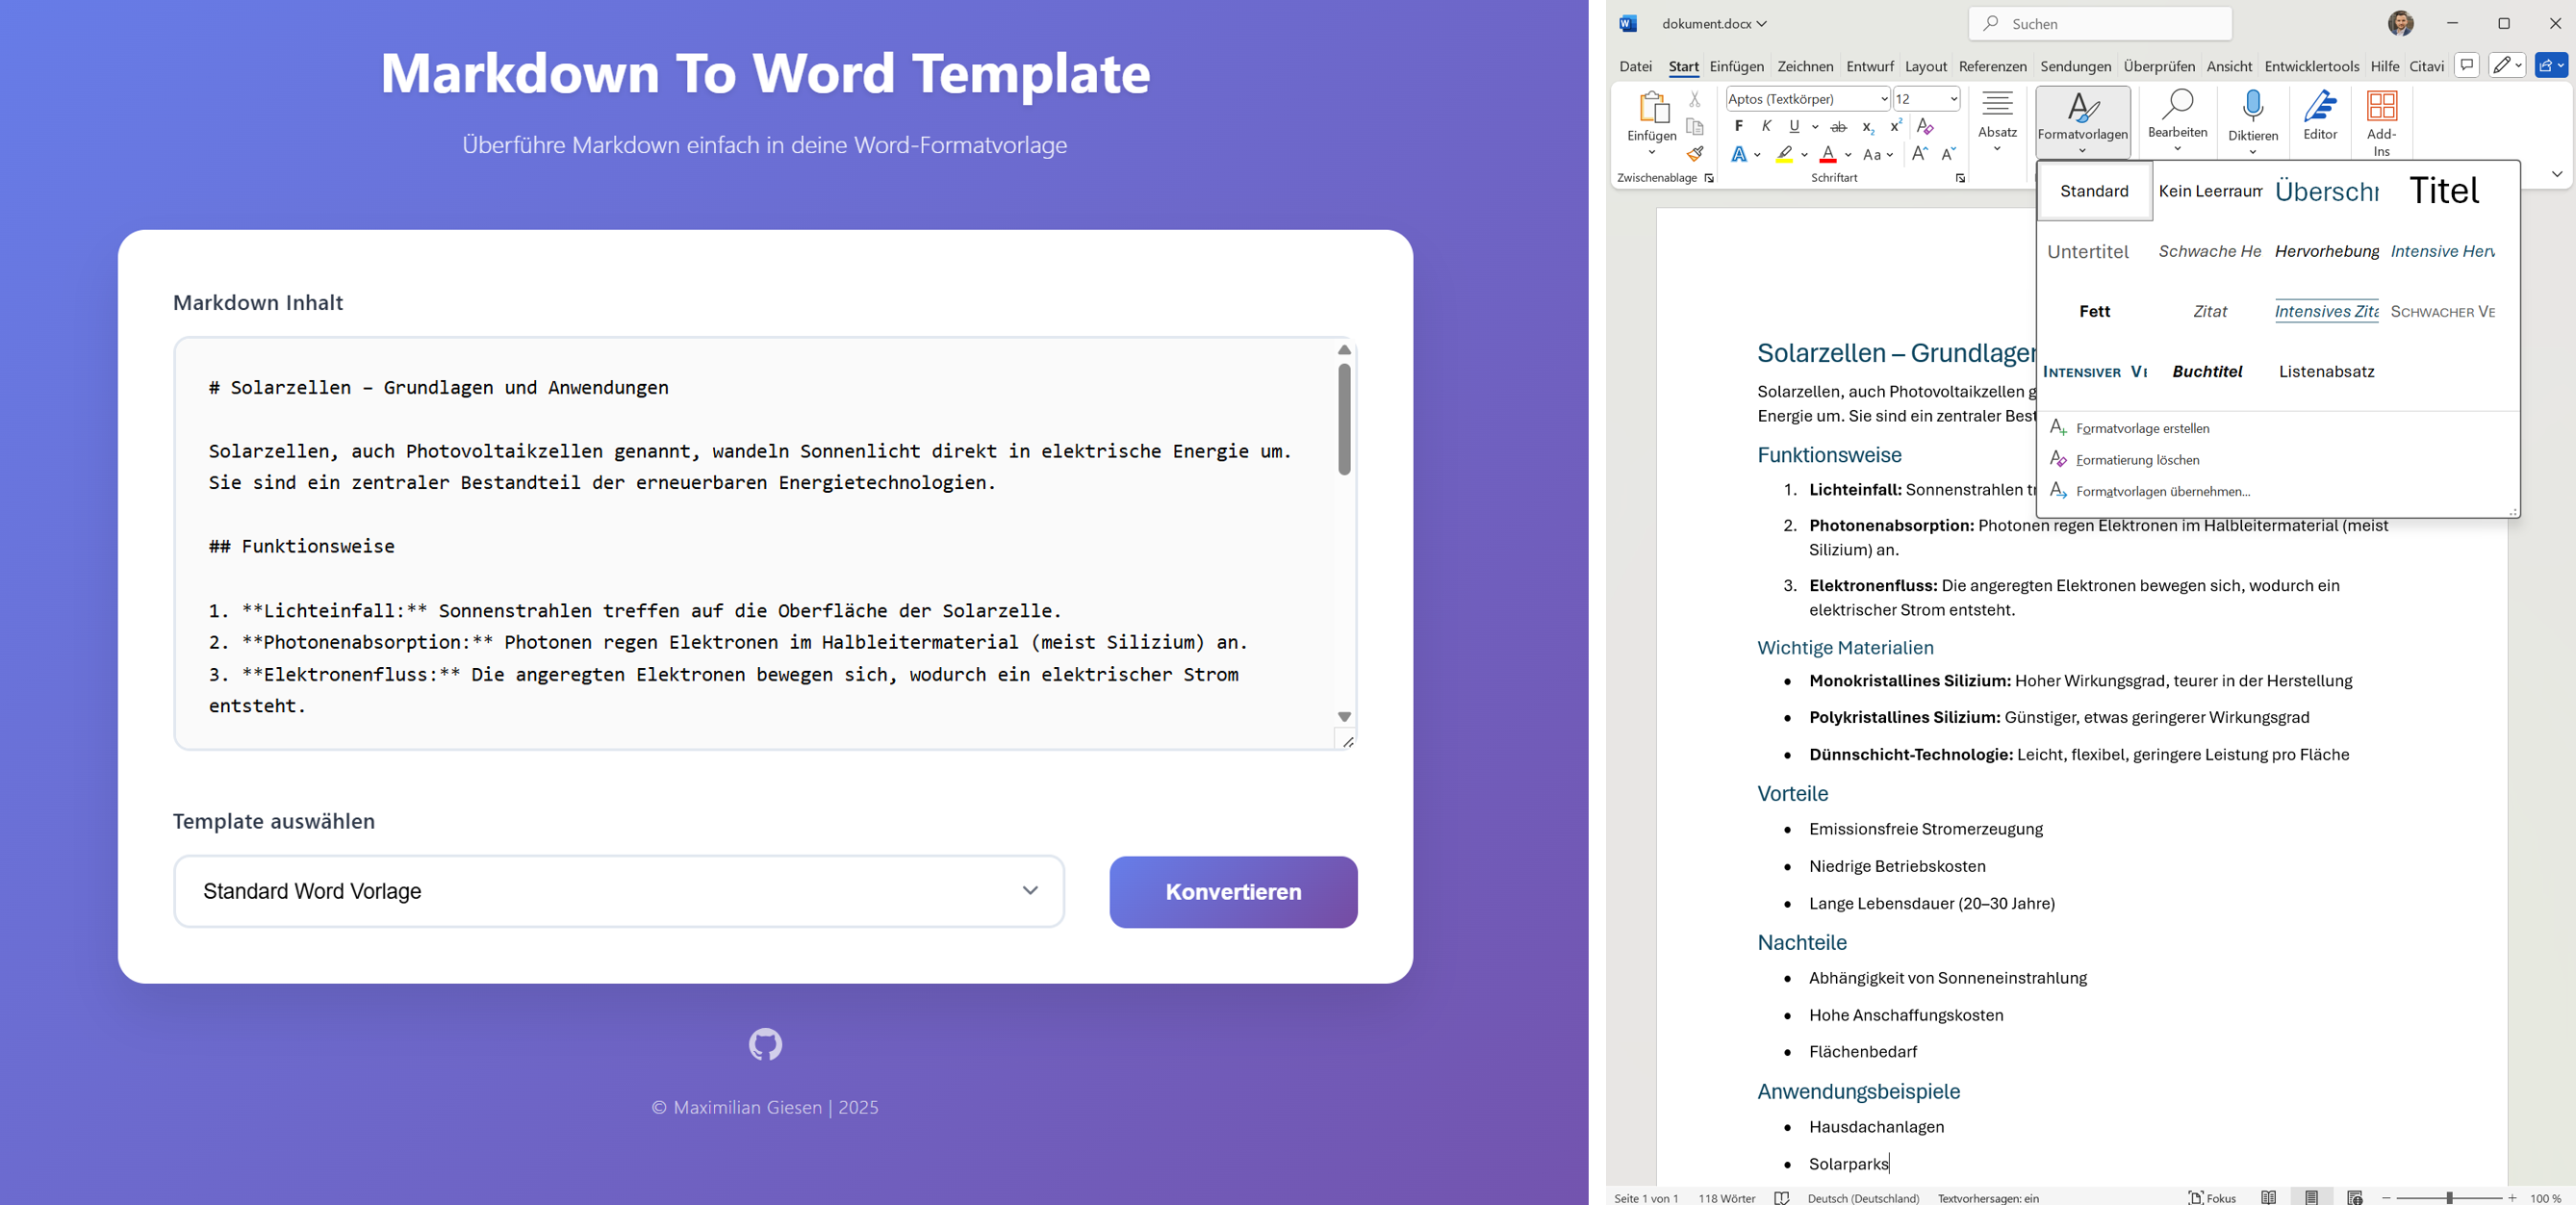 Markdown To Word Template
Überführe Markdown einfach in deine Word-Formatvorlage
Markdown Inhalt
# Solarzellen – Grundlagen und Anwendungen
Solarzellen, auch Photovoltaikzellen genannt, wandeln Sonnenlicht direkt in elektrische Energie um.
Sie sind ein zentraler Bestandteil der erneuerbaren Energietechnologien.
## Funktionsweise
1. **Lichteinfall:** Sonnenstrahlen treffen auf die Oberfläche der Solarzelle.
2. **Photonenabsorption:** Photonen regen Elektronen im Halbleitermaterial (meist Silizium) an.
3. **Elektronenfluss:** Die angeregten Elektronen bewegen sich, wodurch ein elektrischer Strom
entsteht.
Template auswählen
Standard Word Vorlage
Konvertieren
© Maximilian Giesen | 2025
dokument.docx
Suchen
Datei Start Einfügen Zeichnen Entwurf Layout Referenzen Sendungen Überprüfen Ansicht Entwicklertools Hilfe Citavi
Einfügen
Zwischenablage
Aptos (Textkörper) 12
F K U ab x₂ x²
A A Aa A A
Schriftart
Absatz
Formatvorlagen
Bearbeiten
Diktieren
Editor
Add-
Ins
Standard Kein Leerraum Überschr Titel
Untertitel Schwache He Hervorhebung Intensive Herv
Fett Zitat Intensives Zita Schwacher Ve
Intensiver Ve Buchtitel Listenabsatz
Formatvorlage erstellen
Formatierung löschen
Formatvorlagen übernehmen...
Solarzellen – Grundlagen
Solarzellen, auch Photovoltaikzellen g
Energie um. Sie sind ein zentraler Best
Funktionsweise
1. Lichteinfall: Sonnenstrahlen tr
2. Photonenabsorption: Photonen regen Elektronen im Halbleitermaterial (meist
Silizium) an.
3. Elektronenfluss: Die angeregten Elektronen bewegen sich, wodurch ein
elektrischer Strom entsteht.
Wichtige Materialien
• Monokristallines Silizium: Hoher Wirkungsgrad, teurer in der Herstellung
• Polykristallines Silizium: Günstiger, etwas geringerer Wirkungsgrad
• Dünnschicht-Technologie: Leicht, flexibel, geringere Leistung pro Fläche
Vorteile
• Emissionsfreie Stromerzeugung
• Niedrige Betriebskosten
• Lange Lebensdauer (20–30 Jahre)
Nachteile
• Abhängigkeit von Sonneneinstrahlung
• Hohe Anschaffungskosten
• Flächenbedarf
Anwendungsbeispiele
• Hausdachanlagen
• Solarparks
Seite 1 von 1 118 Wörter Deutsch (Deutschland) Textvorhersagen: ein Fokus 100 %